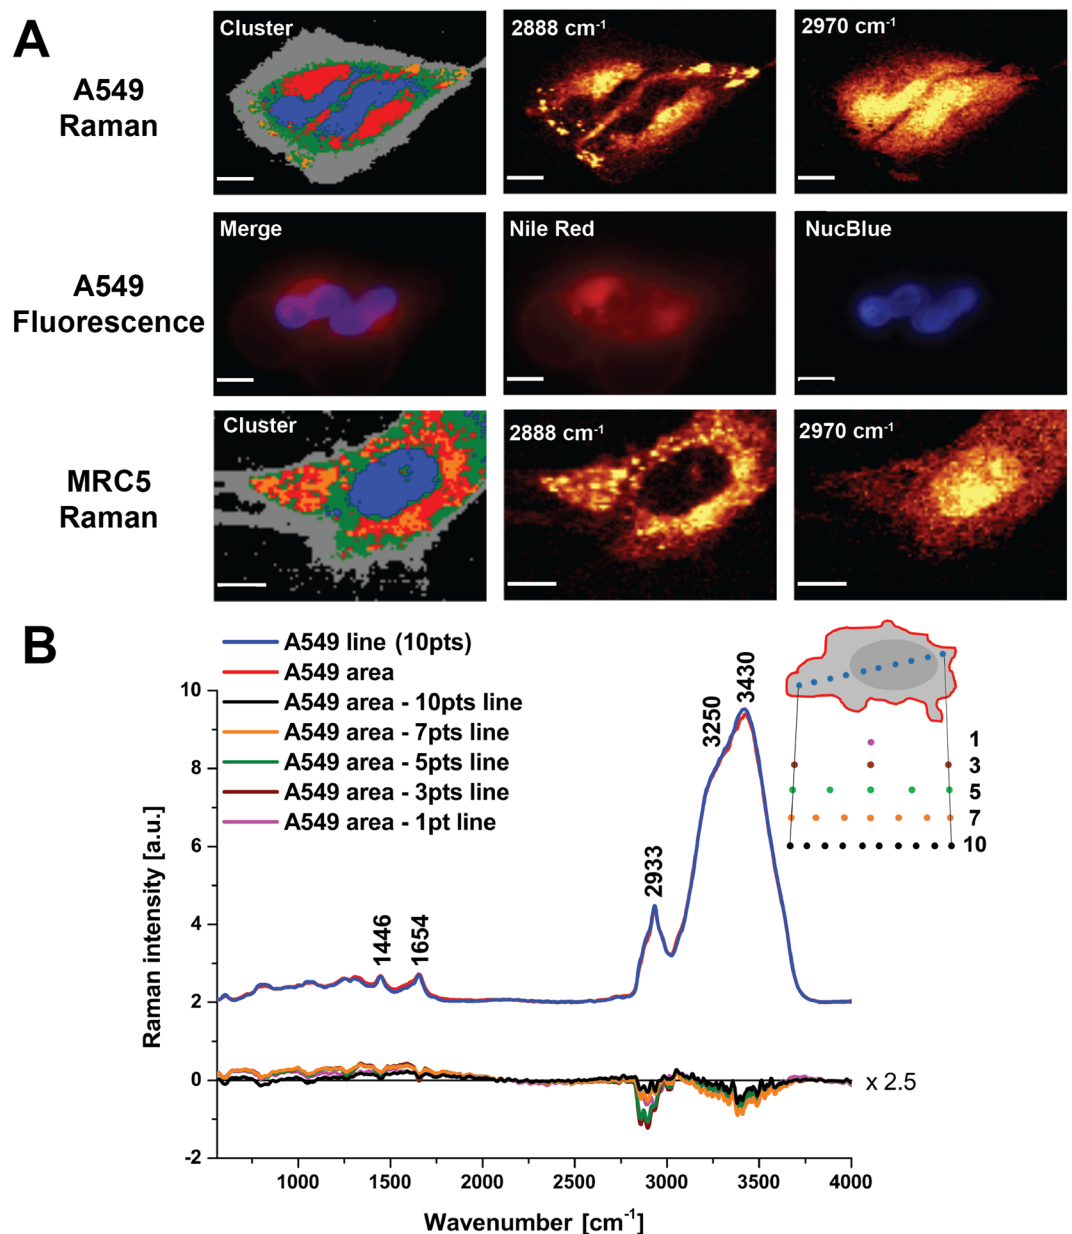 A
A549
Raman
Cluster
2888 cm⁻¹
2970 cm⁻¹
A549
Fluorescence
Merge
Nile Red
NucBlue
MRC5
Raman
Cluster
2888 cm⁻¹
2970 cm⁻¹
B
A549 line (10pts)
A549 area
A549 area - 10pts line
A549 area - 7pts line
A549 area - 5pts line
A549 area - 3pts line
A549 area - 1pt line
1
3
5
7
10
1446
1654
2933
3250
3430
Raman intensity [a.u.]
10
8
6
4
2
0
-2
x 2.5
1000
1500
2000
2500
3000
3500
4000
Wavenumber [cm⁻¹]